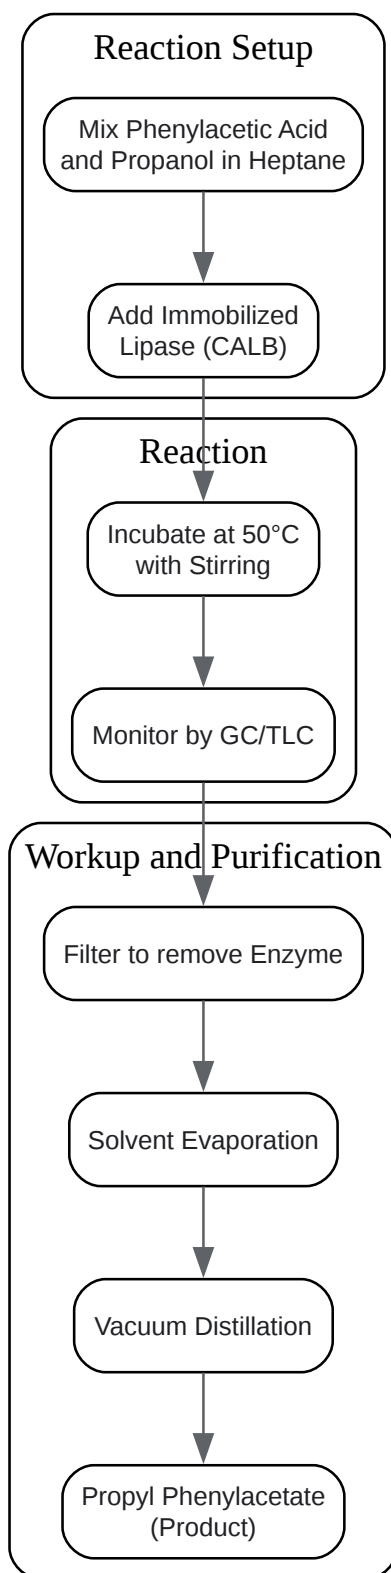 Reaction Setup
Mix Phenylacetic Acid
and Propanol in Heptane
Add Immobilized
Lipase (CALB)
Reaction
Incubate at 50°C
with Stirring
Monitor by GC/TLC
Workup and Purification
Filter to remove Enzyme
Solvent Evaporation
Vacuum Distillation
Propyl Phenylacetate
(Product)